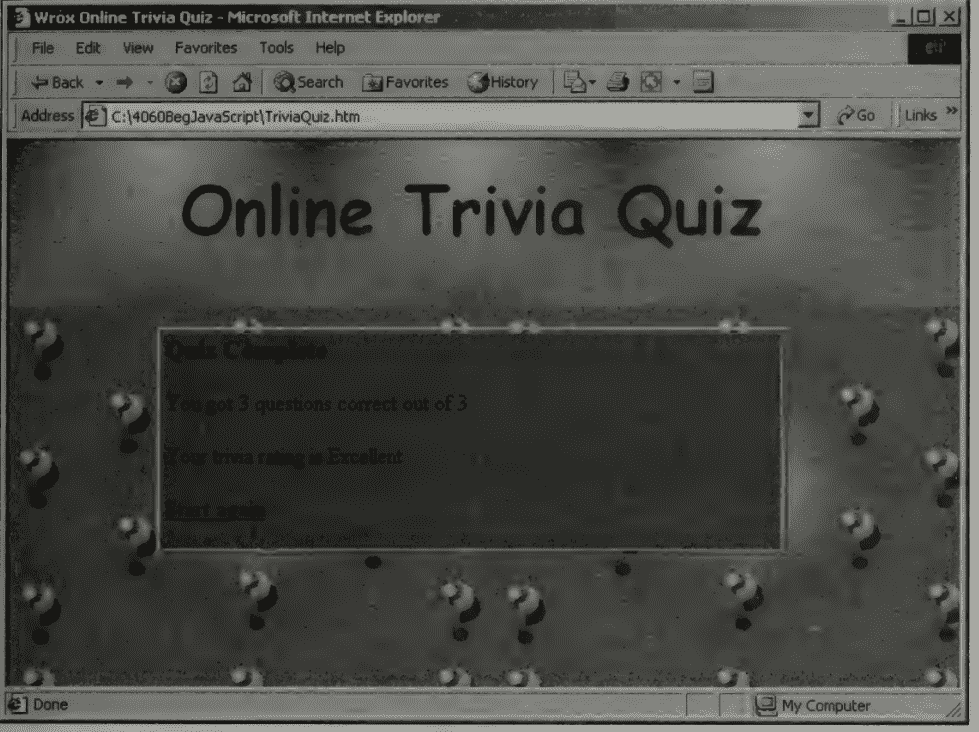 Wrox Online Trivia Quiz - Microsoft Internet Explorer
File Edit View Favorites Tools Help
Back Search Favorites History
Address C:\4060BegJavaScript\TriviaQuiz.htm Go Links »
Online Trivia Quiz
Quiz Complete
You got 3 questions correct out of 3
Your trivia rating is Excellent
Start again
Done My Computer